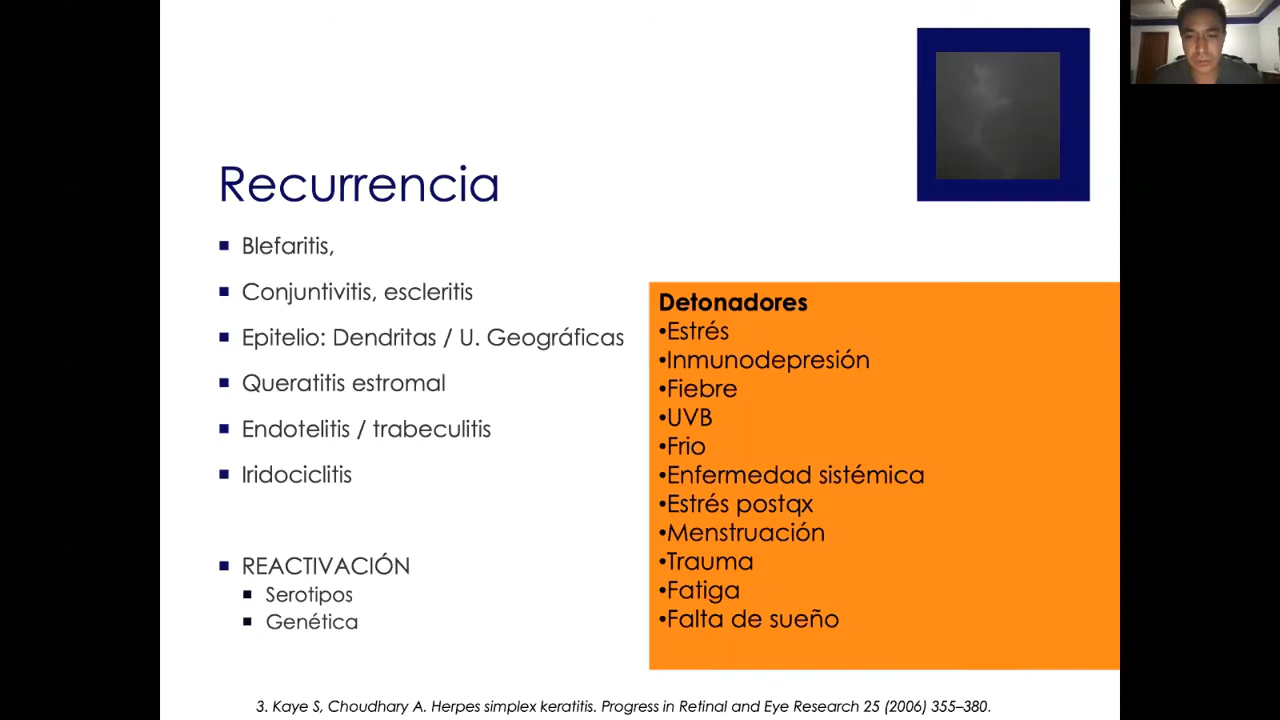 Recurrencia
▪ Blefaritis,
▪ Conjuntivitis, escleritis
▪ Epitelio: Dendritas / U. Geográficas
▪ Queratitis estromal
▪ Endotelitis / trabeculitis
▪ Iridociclitis
▪ REACTIVACIÓN
▪ Serotipos
▪ Genética
Detonadores
•Estrés
•Inmunodepresión
•Fiebre
•UVB
•Frio
•Enfermedad sistémica
•Estrés postqx
•Menstruación
•Trauma
•Fatiga
•Falta de sueño
3. Kaye S, Choudhary A. Herpes simplex keratitis. Progress in Retinal and Eye Research 25 (2006) 355–380.